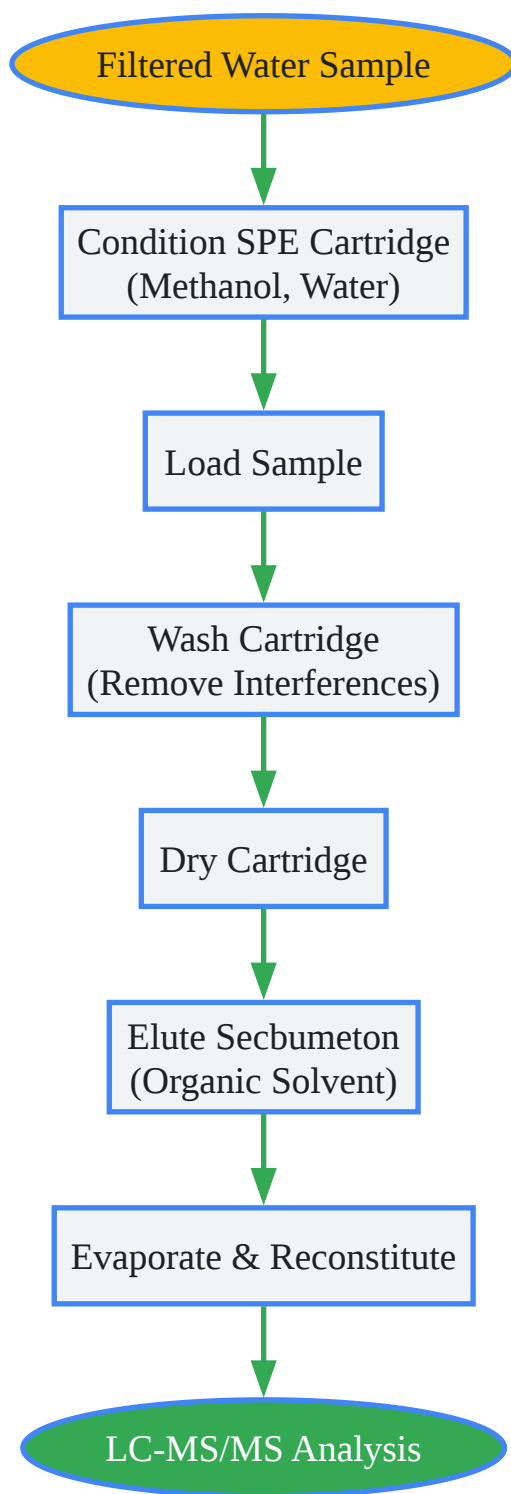 Filtered Water Sample
Condition SPE Cartridge
(Methanol, Water)
Load Sample
Wash Cartridge
(Remove Interferences)
Dry Cartridge
Elute Secbumeton
(Organic Solvent)
Evaporate & Reconstitute
LC-MS/MS Analysis